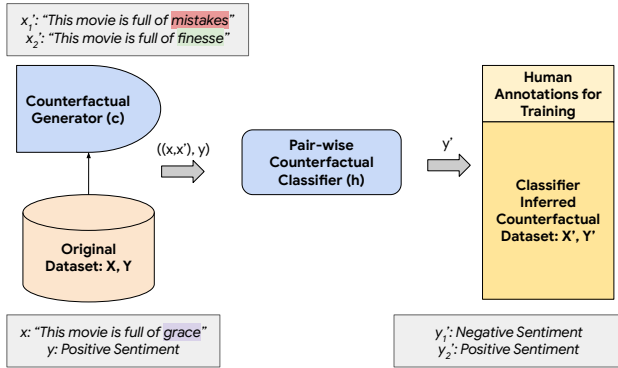 x₁’: “This movie is full of mistakes”
x₂’: “This movie is full of finesse”
Counterfactual
Generator (c)
((x,x’), y)
Pair-wise
Counterfactual
Classifier (h)
y’
Human
Annotations for
Training
Classifier
Inferred
Counterfactual
Dataset: X’, Y’
Original
Dataset: X, Y
x: “This movie is full of grace”
y: Positive Sentiment
y₁’: Negative Sentiment
y₂’: Positive Sentiment